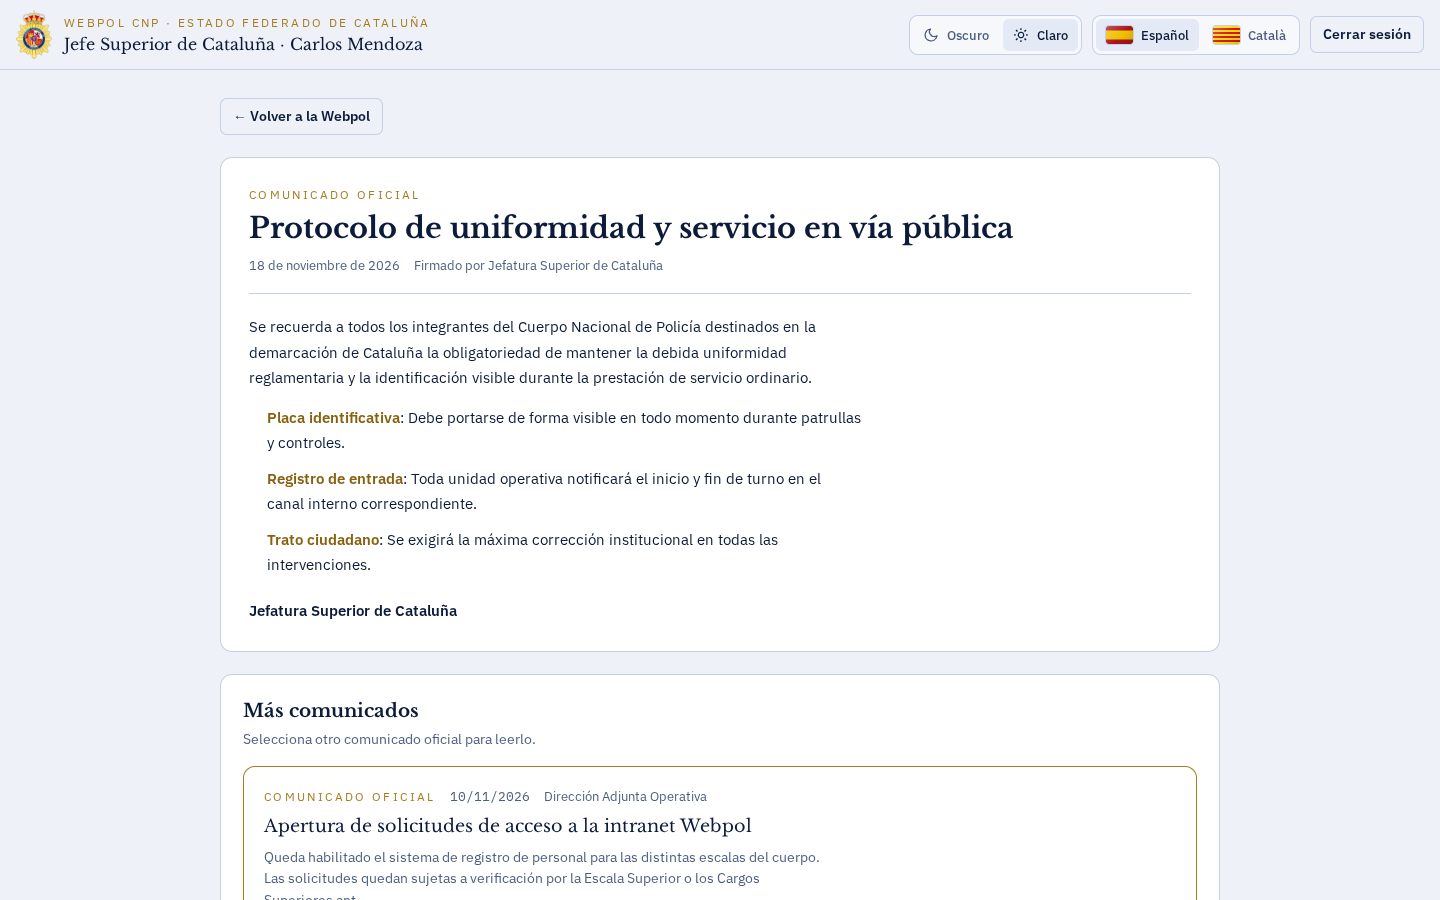 WEBPOL CNP · ESTADO FEDERADO DE CATALUÑA
Jefe Superior de Cataluña · Carlos Mendoza
Oscuro
Claro
Español
Català
Cerrar sesión
← Volver a la Webpol
COMUNICADO OFICIAL
Protocolo de uniformidad y servicio en vía pública
18 de noviembre de 2026 Firmado por Jefatura Superior de Cataluña
Se recuerda a todos los integrantes del Cuerpo Nacional de Policía destinados en la
demarcación de Cataluña la obligatoriedad de mantener la debida uniformidad
reglamentaria y la identificación visible durante la prestación de servicio ordinario.
Placa identificativa: Debe portarse de forma visible en todo momento durante patrullas
y controles.
Registro de entrada: Toda unidad operativa notificará el inicio y fin de turno en el
canal interno correspondiente.
Trato ciudadano: Se exigirá la máxima corrección institucional en todas las
intervenciones.
Jefatura Superior de Cataluña
Más comunicados
Selecciona otro comunicado oficial para leerlo.
COMUNICADO OFICIAL 10/11/2026 Dirección Adjunta Operativa
Apertura de solicitudes de acceso a la intranet Webpol
Queda habilitado el sistema de registro de personal para las distintas escalas del cuerpo.
Las solicitudes quedan sujetas a verificación por la Escala Superior o los Cargos